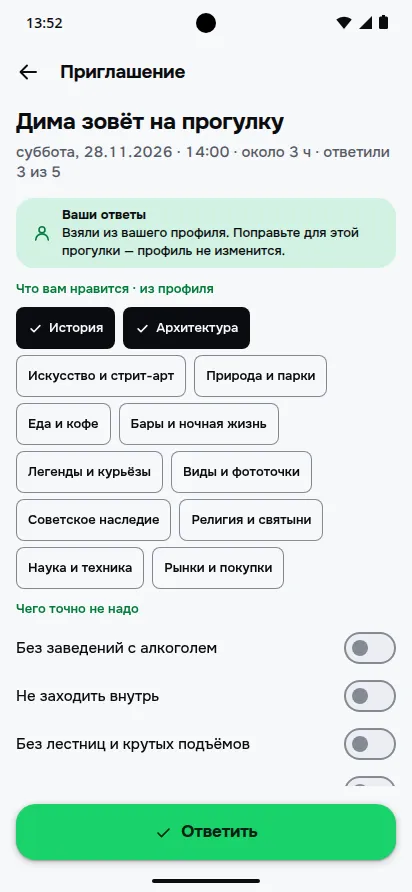 13:52
Приглашение
Дима зовёт на прогулку
суббота, 28.11.2026 · 14:00 · около 3 ч · ответили
3 из 5
Ваши ответы
Взяли из вашего профиля. Поправьте для этой
прогулки — профиль не изменится.
Что вам нравится · из профиля
История Архитектура
Искусство и стрит-арт Природа и парки
Еда и кофе Бары и ночная жизнь
Легенды и курьёзы Виды и фототочки
Советское наследие Религия и святыни
Наука и техника Рынки и покупки
Чего точно не надо
Без заведений с алкоголем
Не заходить внутрь
Без лестниц и крутых подъёмов
Ответить